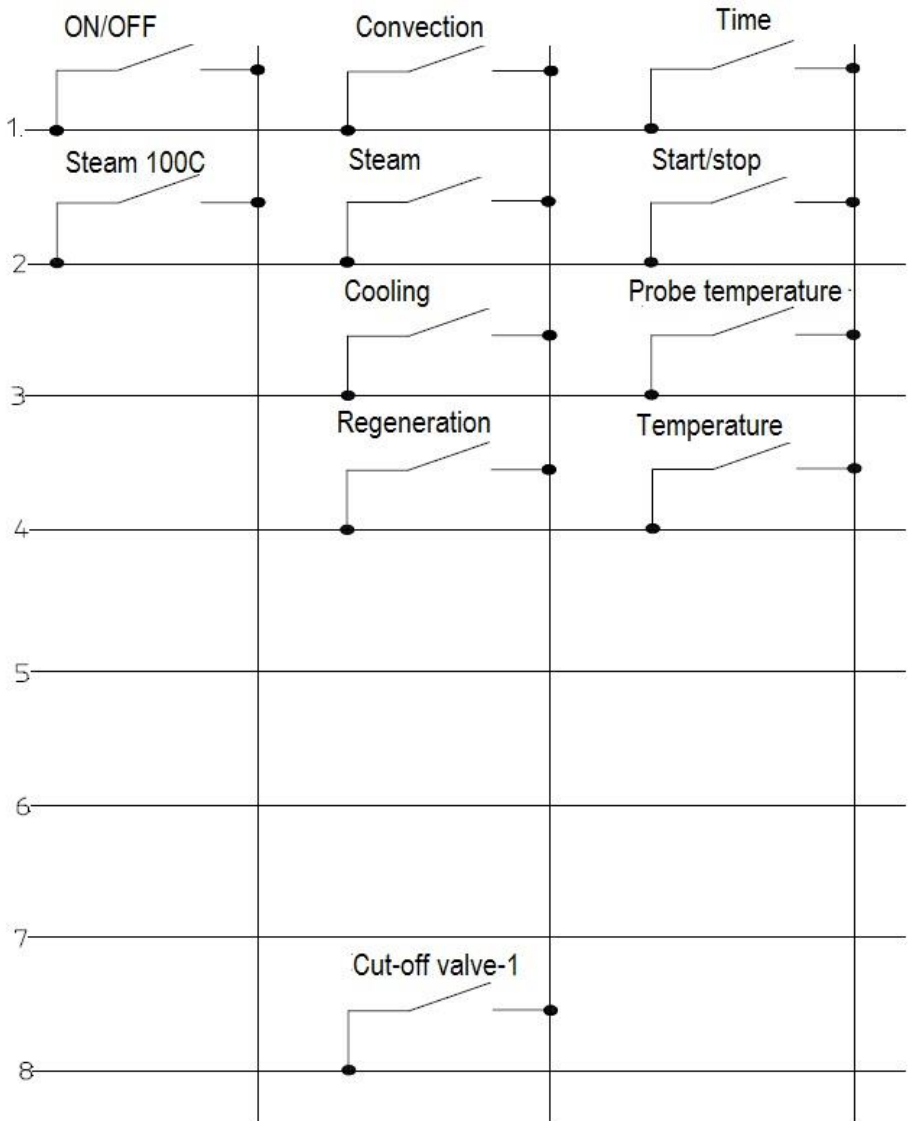 ON/OFF Convection Time
1.
Steam 100C Steam Start/stop
2
Cooling Probe temperature
3
Regeneration Temperature
4
5
6
7
Cut-off valve-1
8